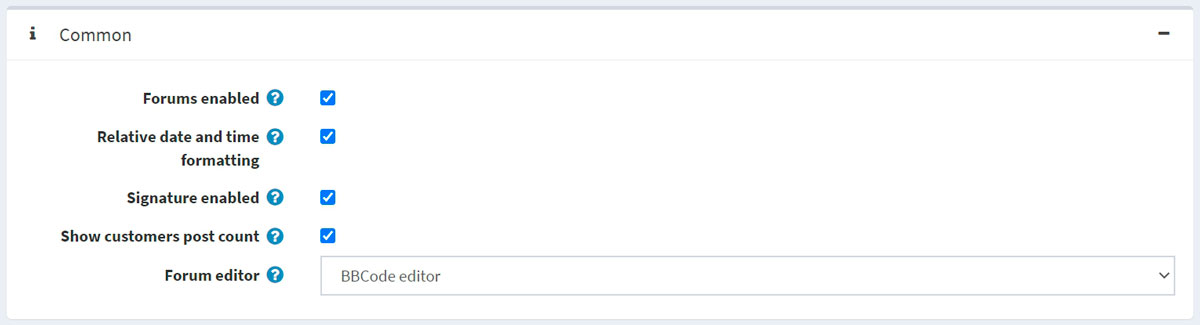 Common
Forums enabled
Relative date and time
formatting
Signature enabled
Show customers post count
Forum editor
BBCode editor